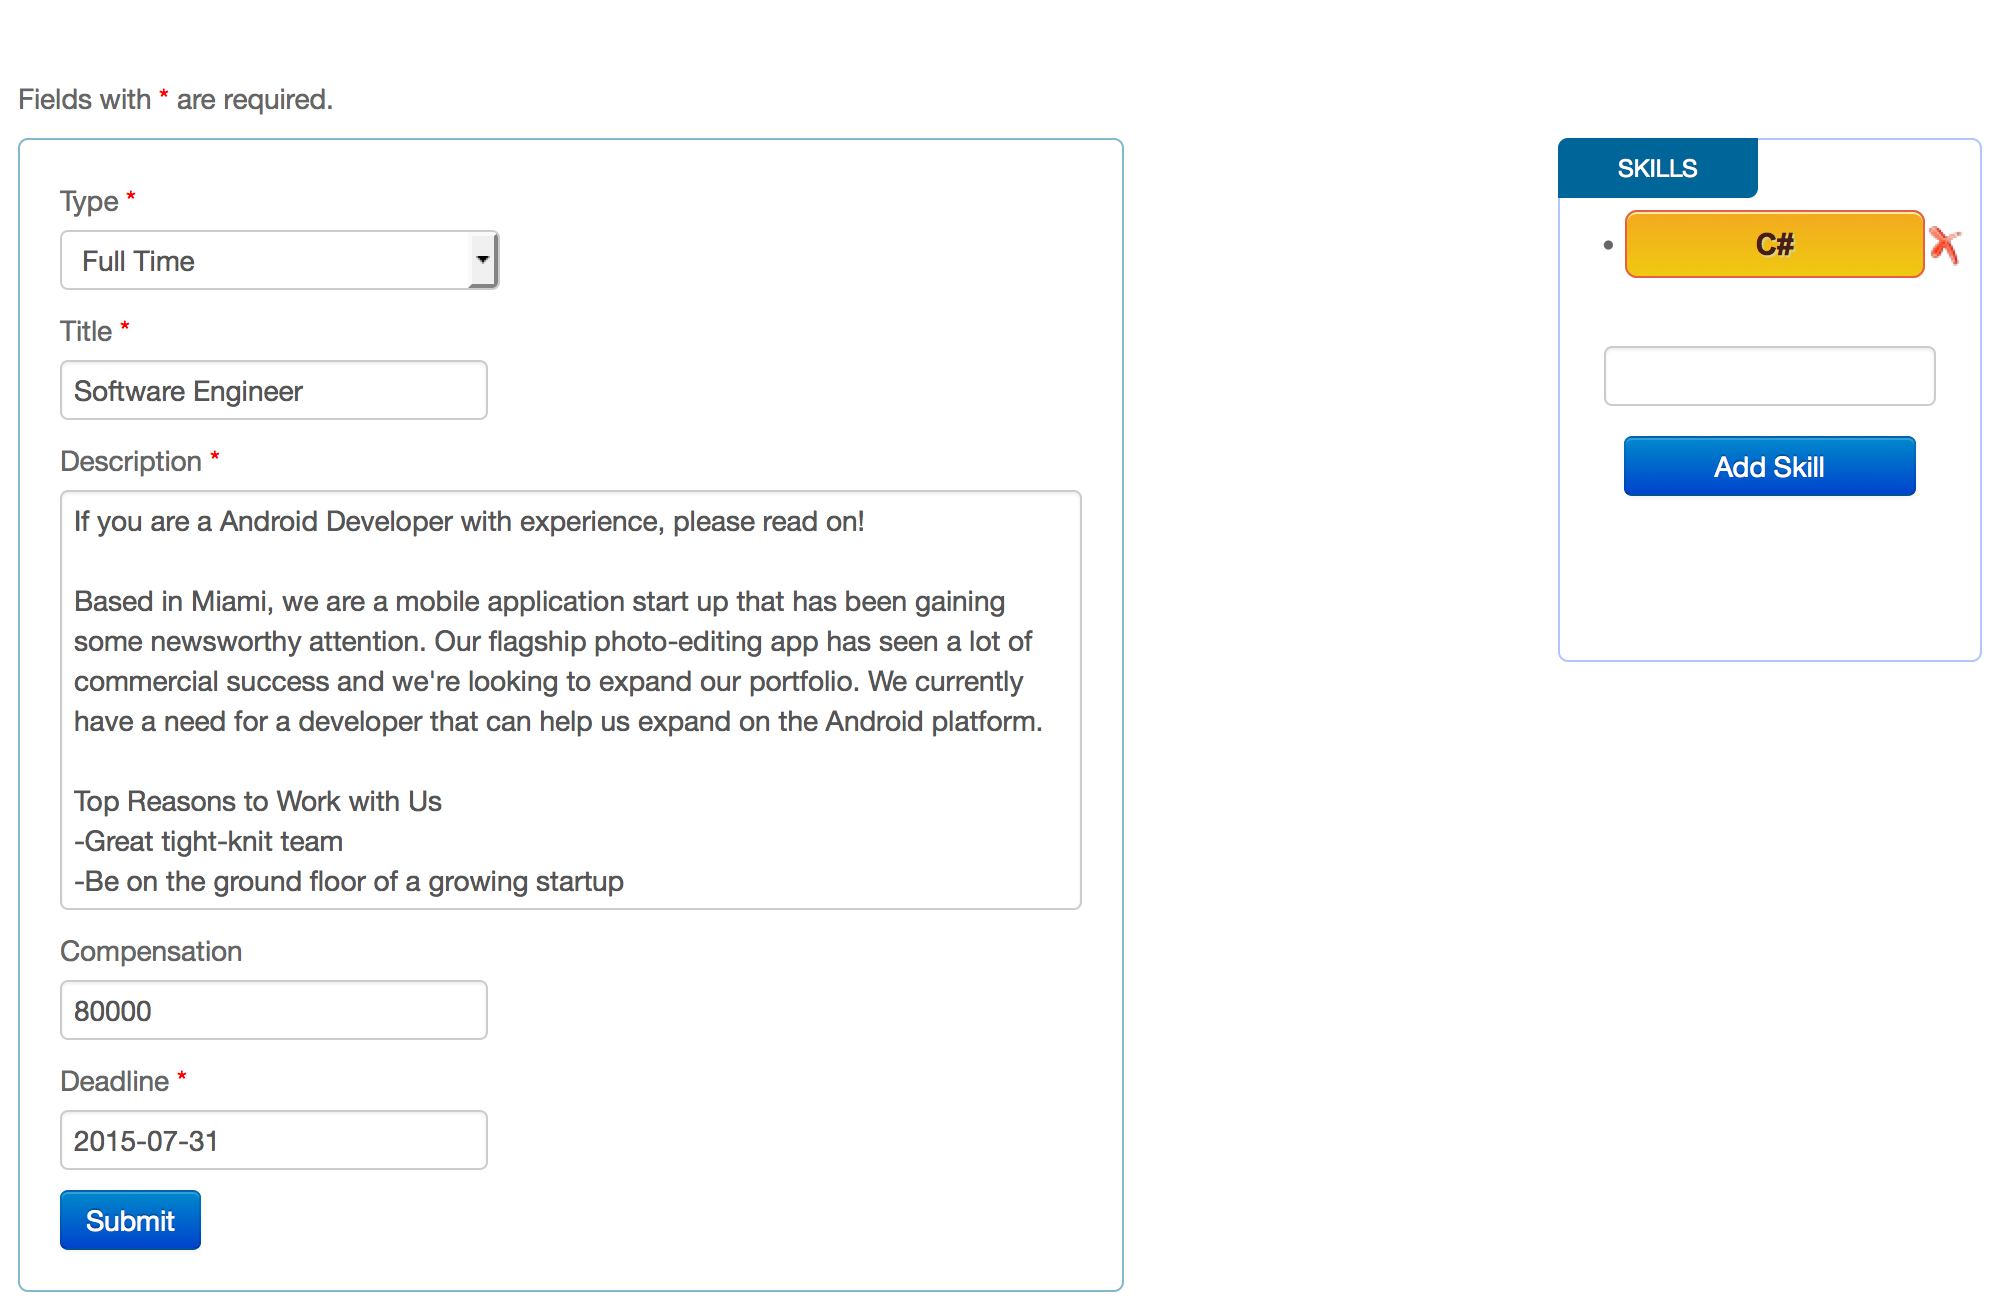 Fields with * are required.
Type *
Full Time
Title *
Software Engineer
Description *
If you are a Android Developer with experience, please read on!
Based in Miami, we are a mobile application start up that has been gaining
some newsworthy attention. Our flagship photo-editing app has seen a lot of
commercial success and we're looking to expand our portfolio. We currently
have a need for a developer that can help us expand on the Android platform.
Top Reasons to Work with Us
-Great tight-knit team
-Be on the ground floor of a growing startup
Compensation
80000
Deadline *
2015-07-31
Submit
SKILLS
C#
Add Skill